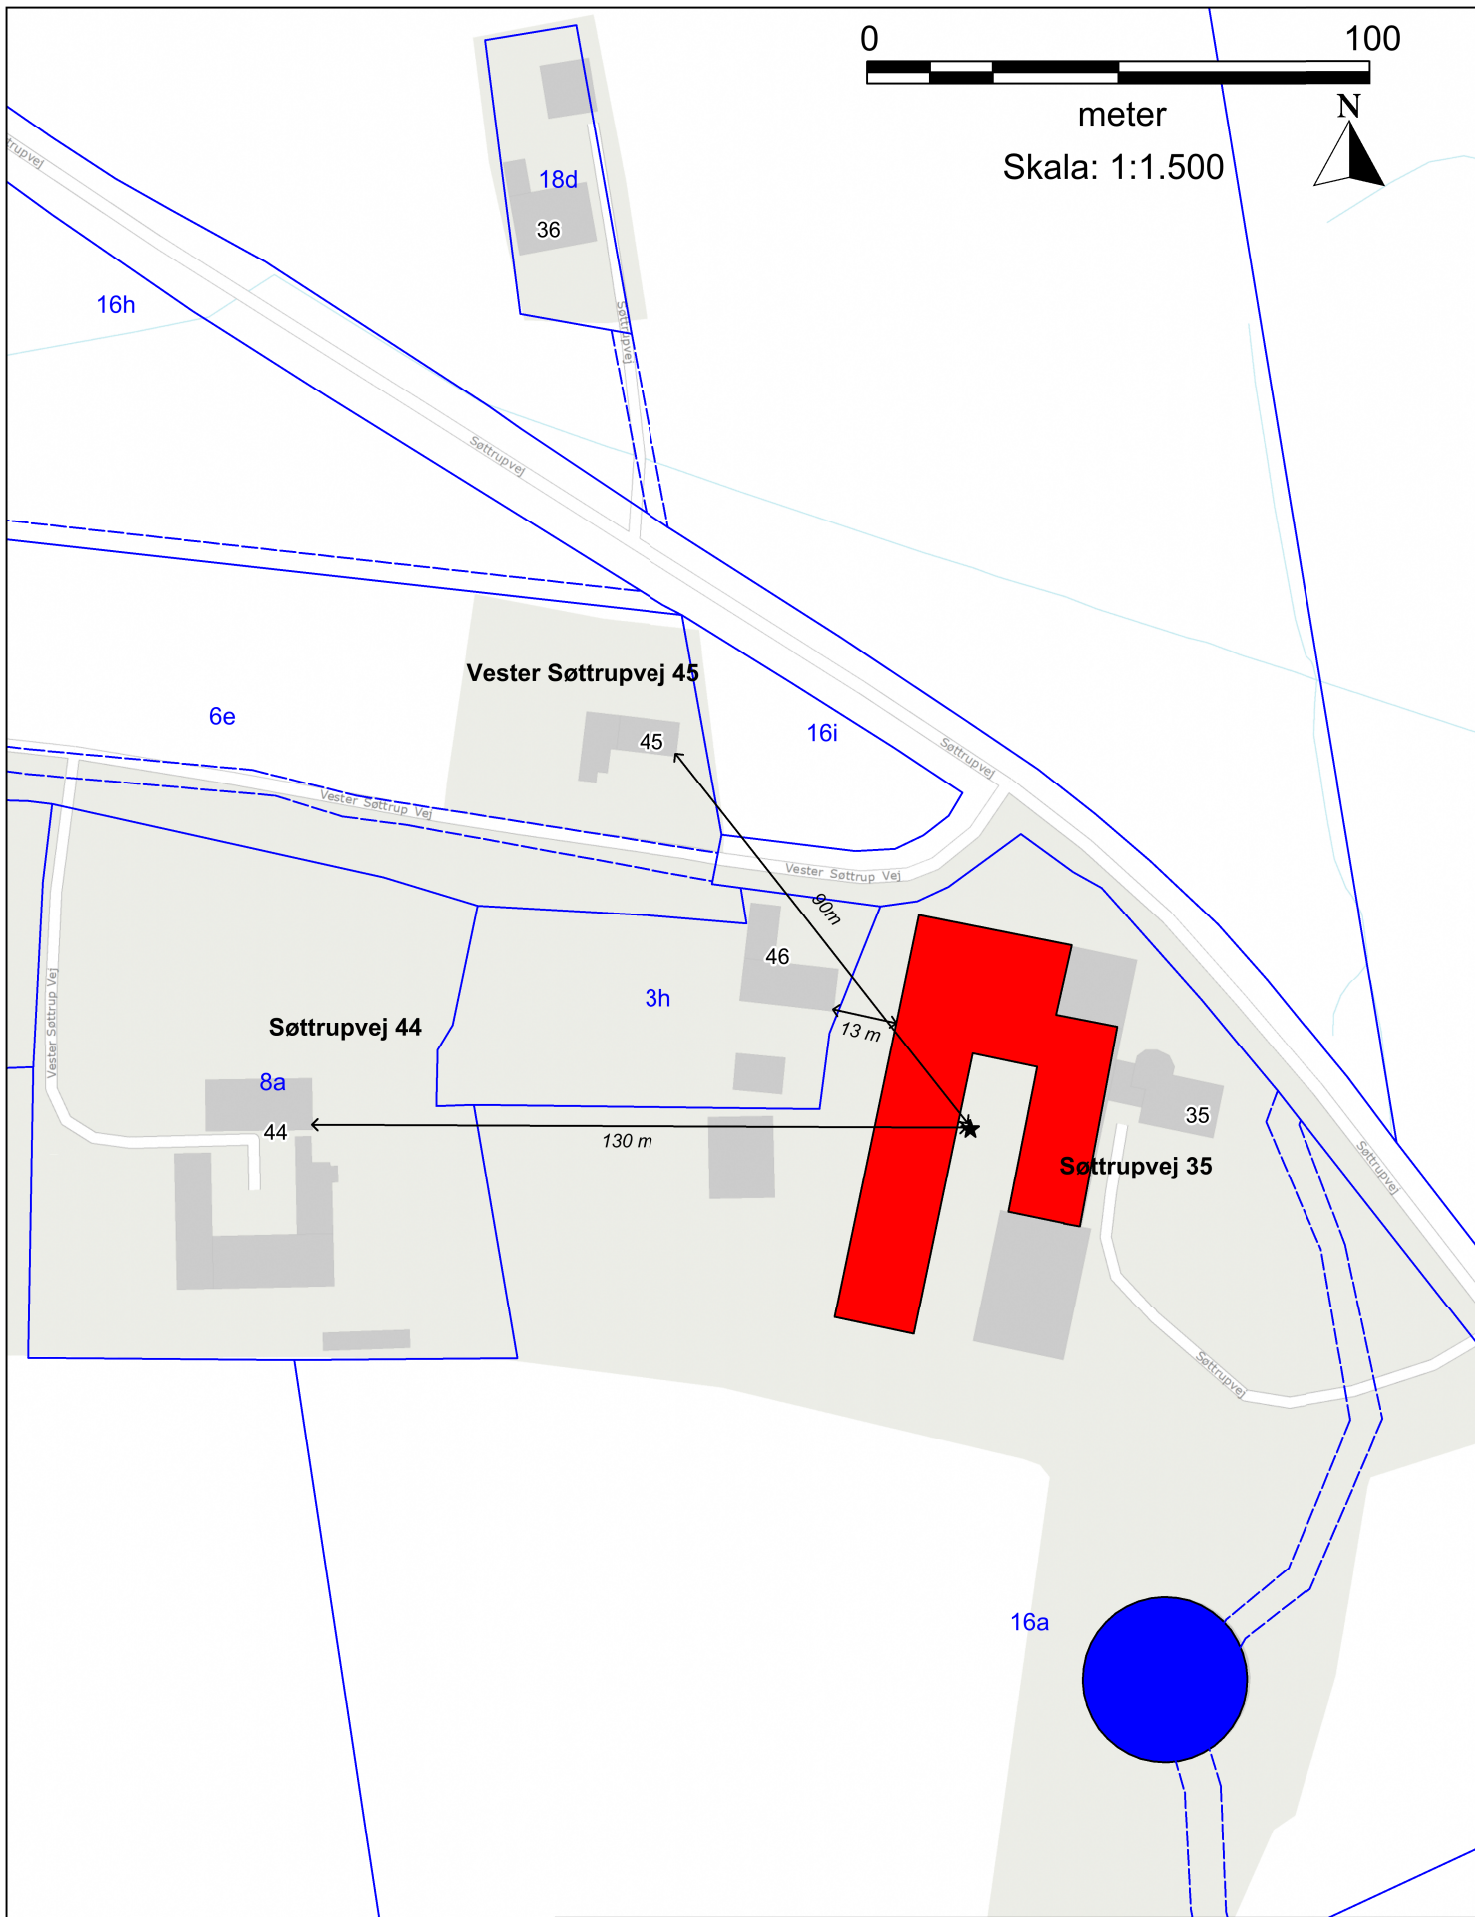 0 100
meter
N
Skala: 1:1.500
trupvej
18d
36
16h
Søttrupvej
Søttrupvej
Vester Søttrupvej 45
6e
16i
45
Søttrupvej
Vester Søttrup Vej
Vester Søttrup Vej
90m
46
3h
Vester Søttrup Vej
Søttrupvej 44
13 m
8a
35
44
130 m
Søttrupvej 35
Søttrupvej
Søttrupvej
16a